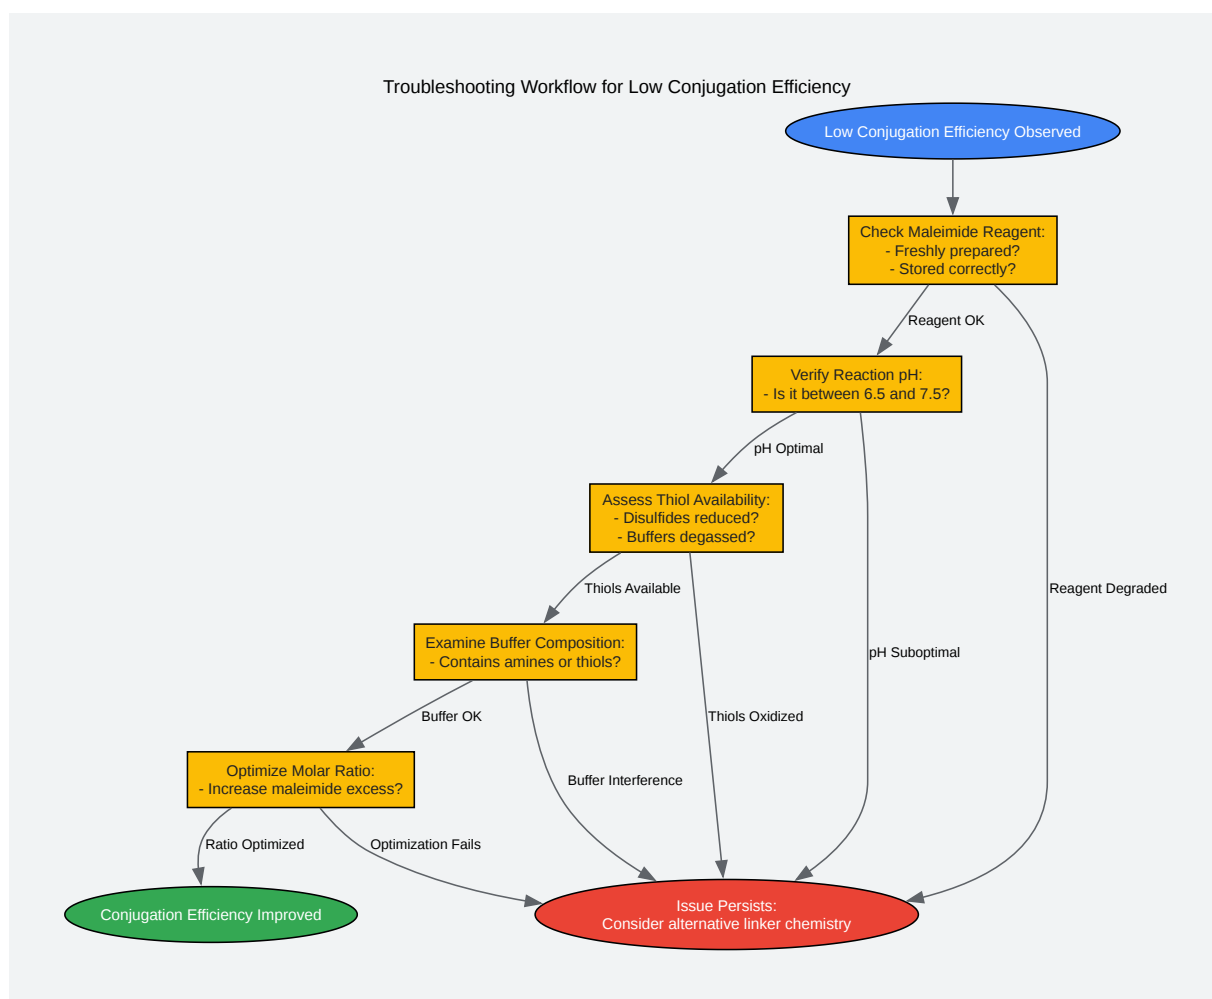 Troubleshooting Workflow for Low Conjugation Efficiency
Low Conjugation Efficiency Observed
Check Maleimide Reagent:
- Freshly prepared?
- Stored correctly?
Reagent OK
Verify Reaction pH:
- Is it between 6.5 and 7.5?
pH Optimal
Assess Thiol Availability:
- Disulfides reduced?
- Buffers degassed?
Thiols Available
Reagent Degraded
Examine Buffer Composition:
- Contains amines or thiols?
pH Suboptimal
Buffer OK
Thiols Oxidized
Optimize Molar Ratio:
- Increase maleimide excess?
Buffer Interference
Ratio Optimized
Optimization Fails
Conjugation Efficiency Improved
Issue Persists:
Consider alternative linker chemistry